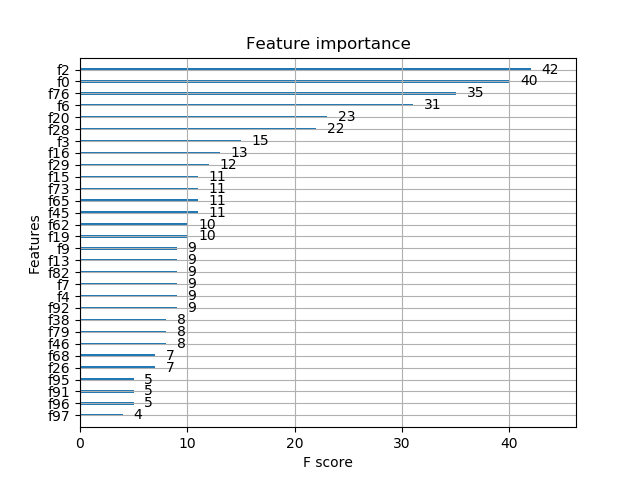 Feature importance
Features
f2 42
f0 40
f76 35
f6 31
f20 23
f28 22
f3 15
f16 13
f29 12
f15 11
f73 11
f65 11
f45 11
f62 10
f19 10
f9 9
f13 9
f82 9
f7 9
f4 9
f92 9
f38 8
f79 8
f46 8
f68 7
f26 7
f95 5
f91 5
f96 5
f97 4
0 10 20 30 40
F score